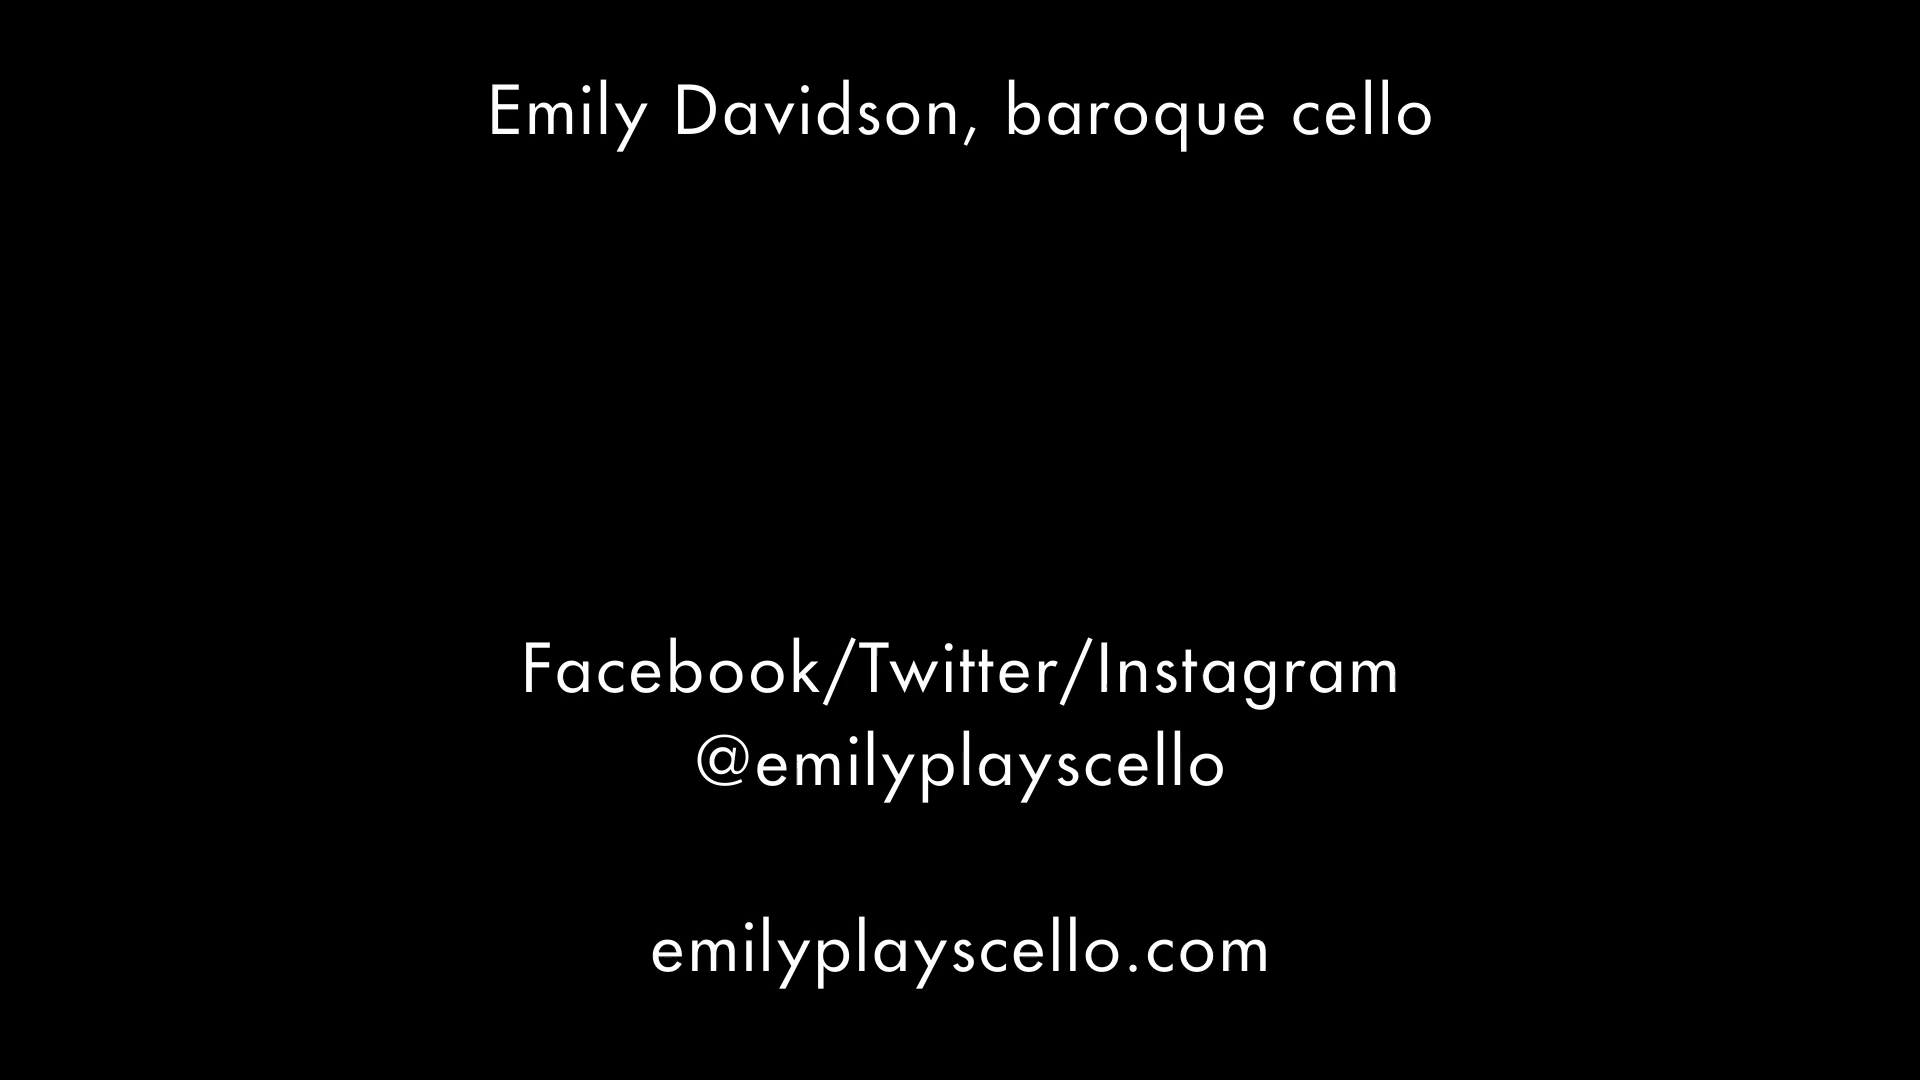 Emily Davidson, baroque cello
Facebook/Twitter/Instagram
@emilyplayscello
emilyplayscello.com